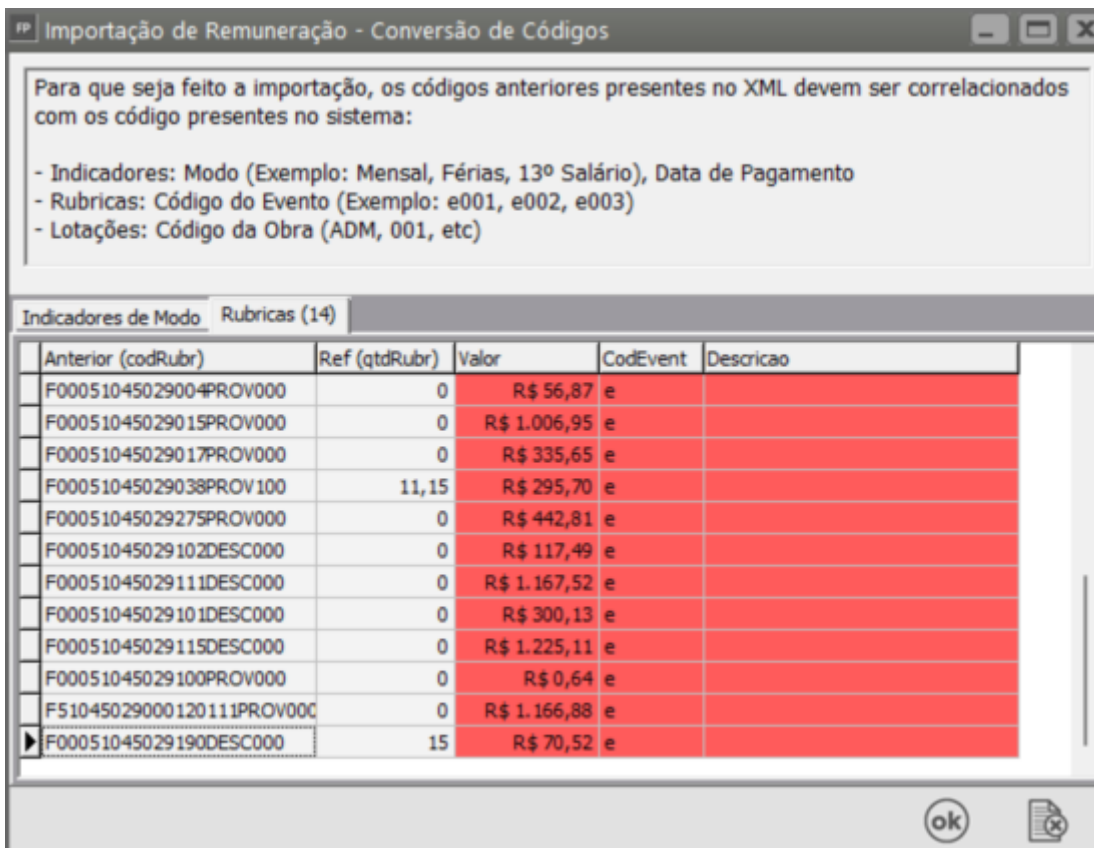 FP Importação de Remuneração - Conversão de Códigos
Para que seja feito a importação, os códigos anteriores presentes no XML devem ser correlacionados
com os código presentes no sistema:
- Indicadores: Modo (Exemplo: Mensal, Férias, 13º Salário), Data de Pagamento
- Rubricas: Código do Evento (Exemplo: e001, e002, e003)
- Lotações: Código da Obra (ADM, 001, etc)
Indicadores de Modo Rubricas (14)
Anterior (codRubr) Ref (qtdRubr) Valor CodEvent Descricao
F00051045029004PROV000 0 R$ 56,87 e
F00051045029015PROV000 0 R$ 1.006,95 e
F00051045029017PROV000 0 R$ 335,65 e
F00051045029038PROV100 11,15 R$ 295,70 e
F00051045029275PROV000 0 R$ 442,81 e
F00051045029102DESC000 0 R$ 117,49 e
F00051045029111DESC000 0 R$ 1.167,52 e
F00051045029101DESC000 0 R$ 300,13 e
F00051045029115DESC000 0 R$ 1.225,11 e
F00051045029100PROV000 0 R$ 0,64 e
F51045029000120111PROV000 0 R$ 1.166,88 e
F00051045029190DESC000 15 R$ 70,52 e
ok